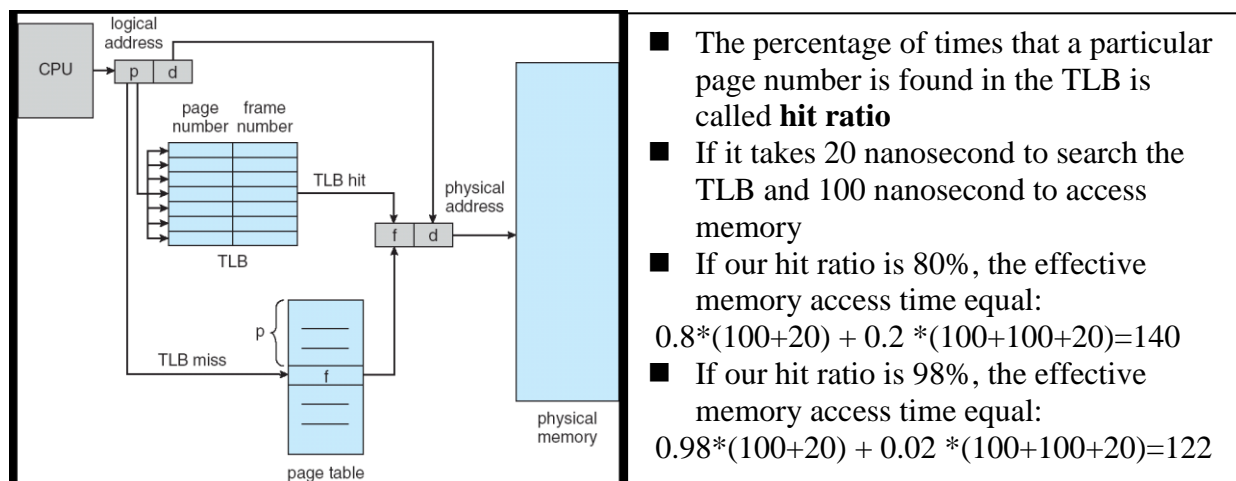 logical
address
CPU
p d
page frame
number number
TLB hit
physical
address
f d
TLB
p
TLB miss
f
physical
memory
page table
■ The percentage of times that a particular
page number is found in the TLB is
called hit ratio
■ If it takes 20 nanosecond to search the
TLB and 100 nanosecond to access
memory
■ If our hit ratio is 80%, the effective
memory access time equal:
0.8*(100+20) + 0.2 *(100+100+20)=140
■ If our hit ratio is 98%, the effective
memory access time equal:
0.98*(100+20) + 0.02 *(100+100+20)=122